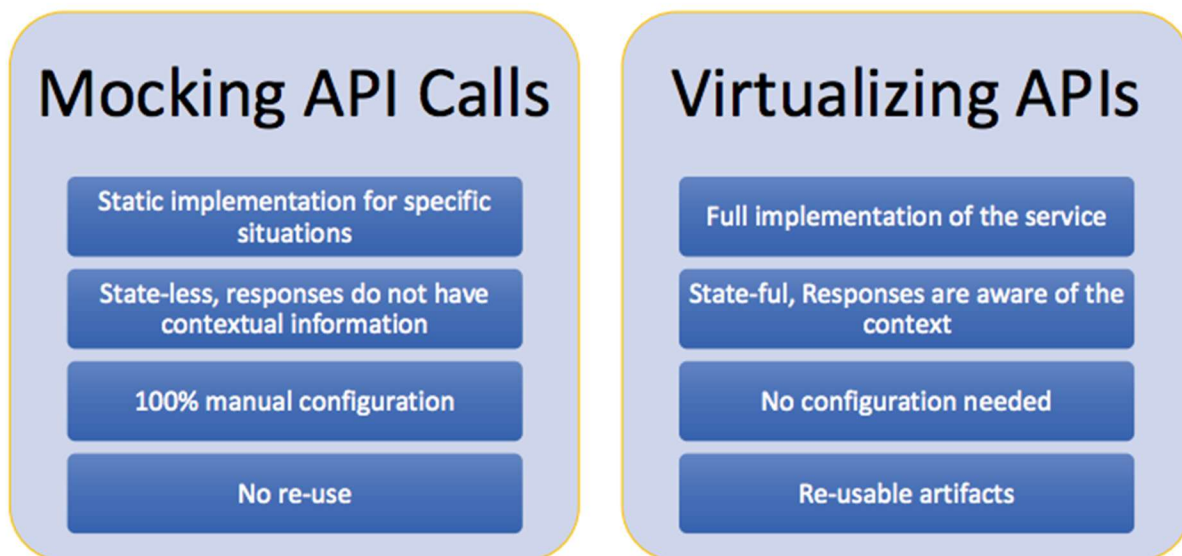 Mocking API Calls
Static implementation for specific
situations
State-less, responses do not have
contextual information
100% manual configuration
No re-use
Virtualizing APIs
Full implementation of the service
State-ful, Responses are aware of the
context
No configuration needed
Re-usable artifacts